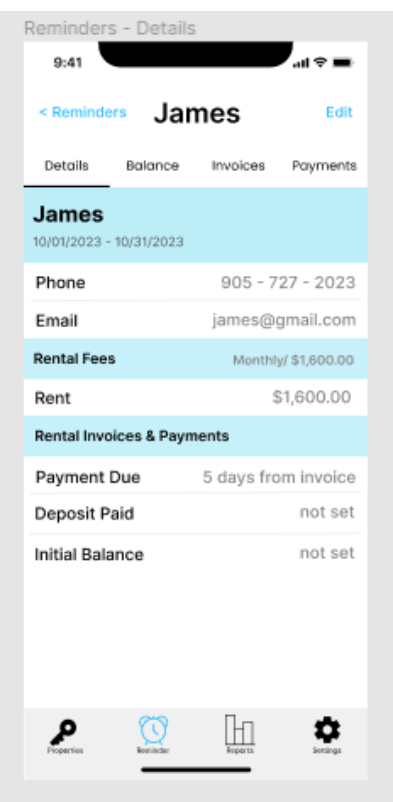 Reminders - Details
9:41
< Reminders James Edit
Details Balance Invoices Payments
James
10/01/2023 - 10/31/2023
Phone 905 - 727 - 2023
Email james@gmail.com
Rental Fees Monthly/ $1,600.00
Rent $1,600.00
Rental Invoices & Payments
Payment Due 5 days from invoice
Deposit Paid not set
Initial Balance not set
Properties Reminder Reports Settings